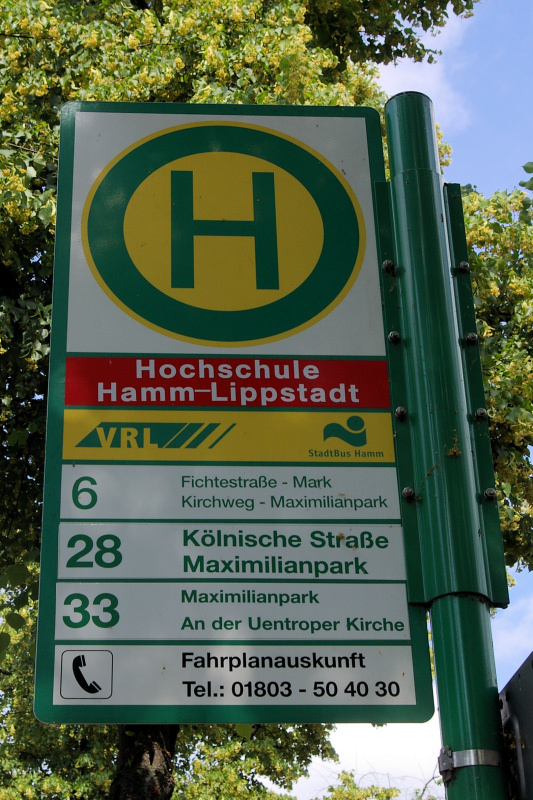 H
Hochschule
Hamm-Lippstadt
VRL
StadtBus Hamm
6
Fichtestraße - Mark
Kirchweg - Maximilianpark
28
Kölnische Straße
Maximilianpark
33
Maximilianpark
An der Uentroper Kirche
Fahrplanauskunft
Tel.: 01803 - 50 40 30